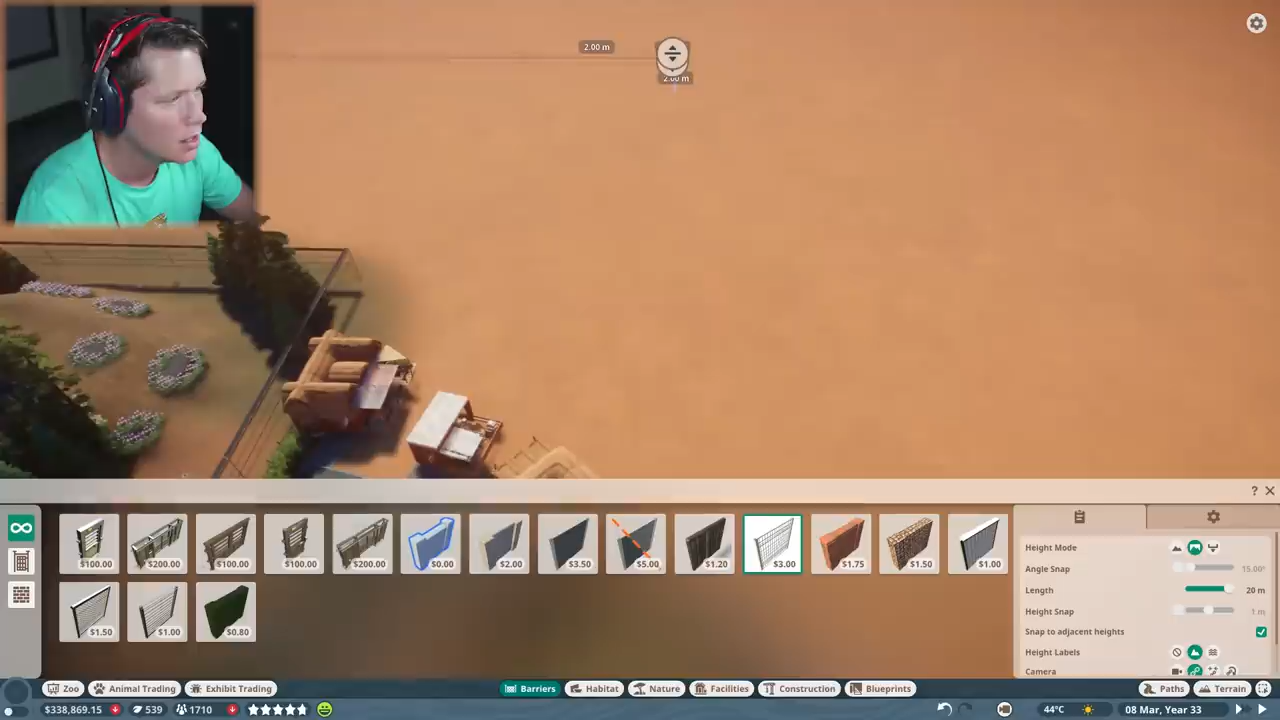 2.00 m
2.00 m
?
$100.00 $200.00 $100.00 $100.00 $200.00 $0.00 $2.00 $3.50 $5.00 $1.20 $3.00 $1.75 $1.50 $1.00
$1.50 $1.00 $0.80
Height Mode
Angle Snap 15.00°
Length 20 m
Height Snap 1 m
Snap to adjacent heights
Height Labels
Camera
Zoo Animal Trading Exhibit Trading Barriers Habitat Nature Facilities Construction Blueprints Paths Terrain
$338,869.15 539 1710 44°C 08 Mar, Year 33